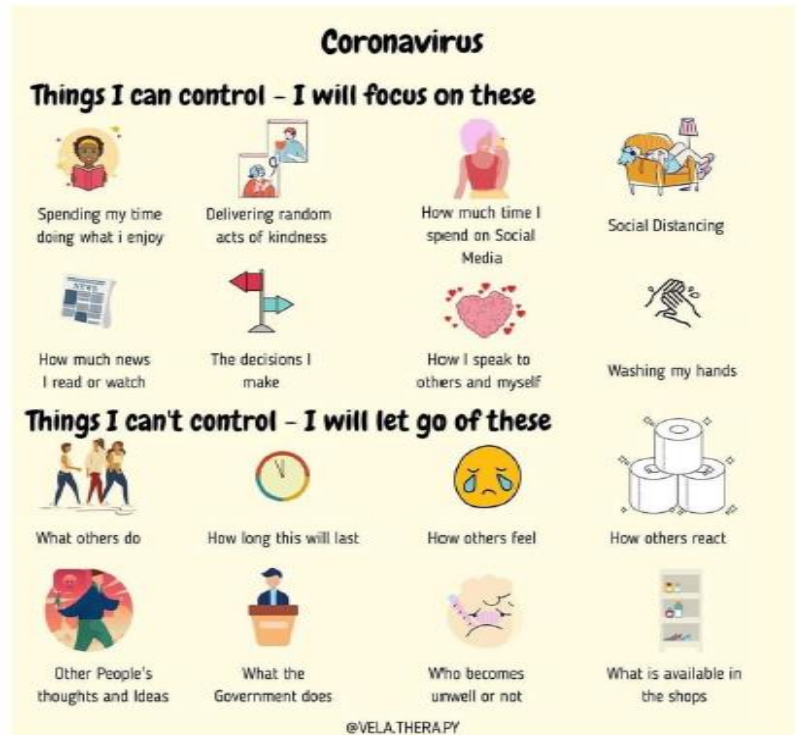 Coronavirus
Things I can control - I will focus on these
Spending my time
doing what i enjoy
Delivering random
acts of kindness
How much time I
spend on Social
Media
Social Distancing
NEWS
How much news
I read or watch
The decisions I
make
How I speak to
others and myself
Washing my hands
Things I can't control - I will let go of these
What others do
How long this will last
How others feel
How others react
Other People's
thoughts and Ideas
What the
Government does
Who becomes
unwell or not
What is available in
the shops
@VELA.THERA.PY